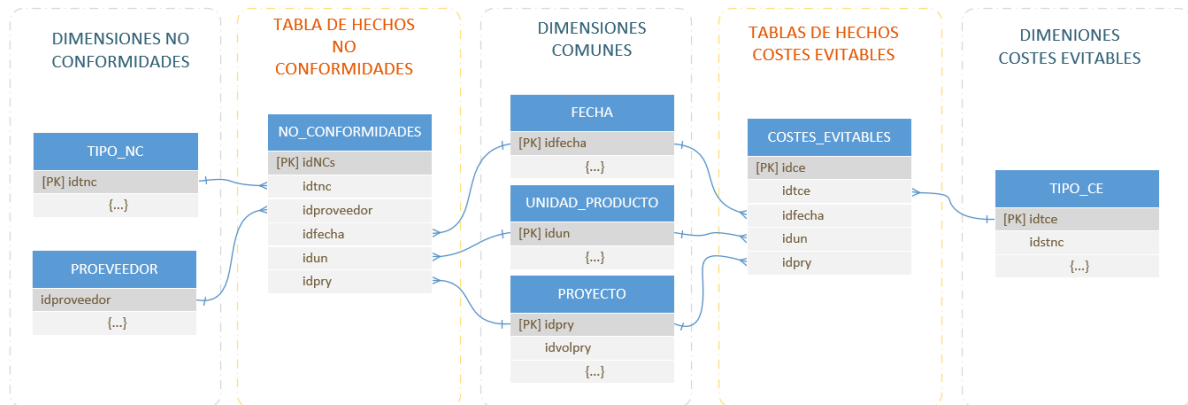 DIMENSIONES NO
CONFORMIDADES
TIPO_NC
[PK] idtnc
{...}
PROEVEEDOR
idproveedor
{...}
TABLA DE HECHOS
NO
CONFORMIDADES
NO_CONFORMIDADES
[PK] idNCs
idtnc
idproveedor
idfecha
idun
idpry
DIMENSIONES
COMUNES
FECHA
[PK] idfecha
{...}
UNIDAD_PRODUCTO
[PK] idun
{...}
PROYECTO
[PK] idpry
idvolpry
{...}
TABLAS DE HECHOS
COSTES EVITABLES
COSTES_EVITABLES
[PK] idce
idtce
idfecha
idun
idpry
DIMENIONES
COSTES EVITABLES
TIPO_CE
[PK] idtce
idstnc
{...}